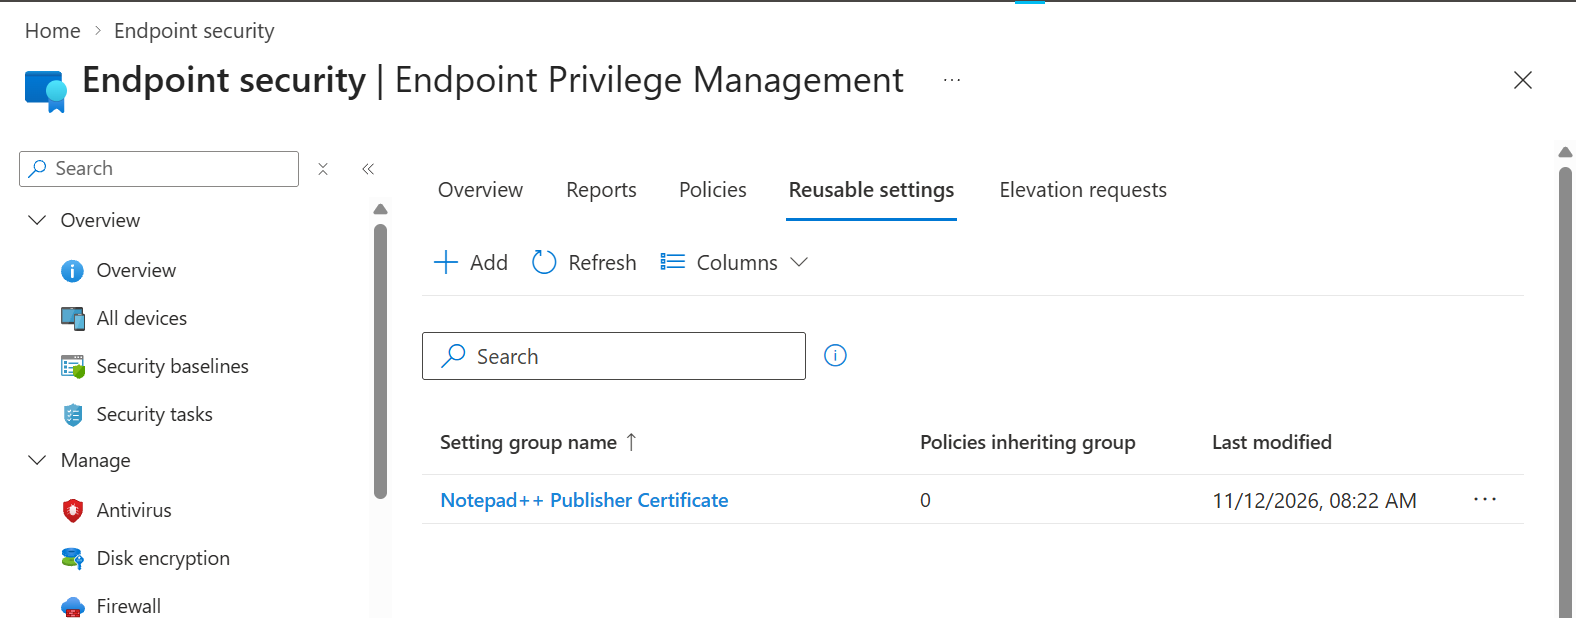 Home > Endpoint security
Endpoint security | Endpoint Privilege Management ...
Search
Overview
Overview
All devices
Security baselines
Security tasks
Manage
Antivirus
Disk encryption
Firewall
Overview Reports Policies Reusable settings Elevation requests
Add Refresh Columns
Search
Setting group name ↑ Policies inheriting group Last modified
Notepad++ Publisher Certificate 0 11/12/2026, 08:22 AM ...